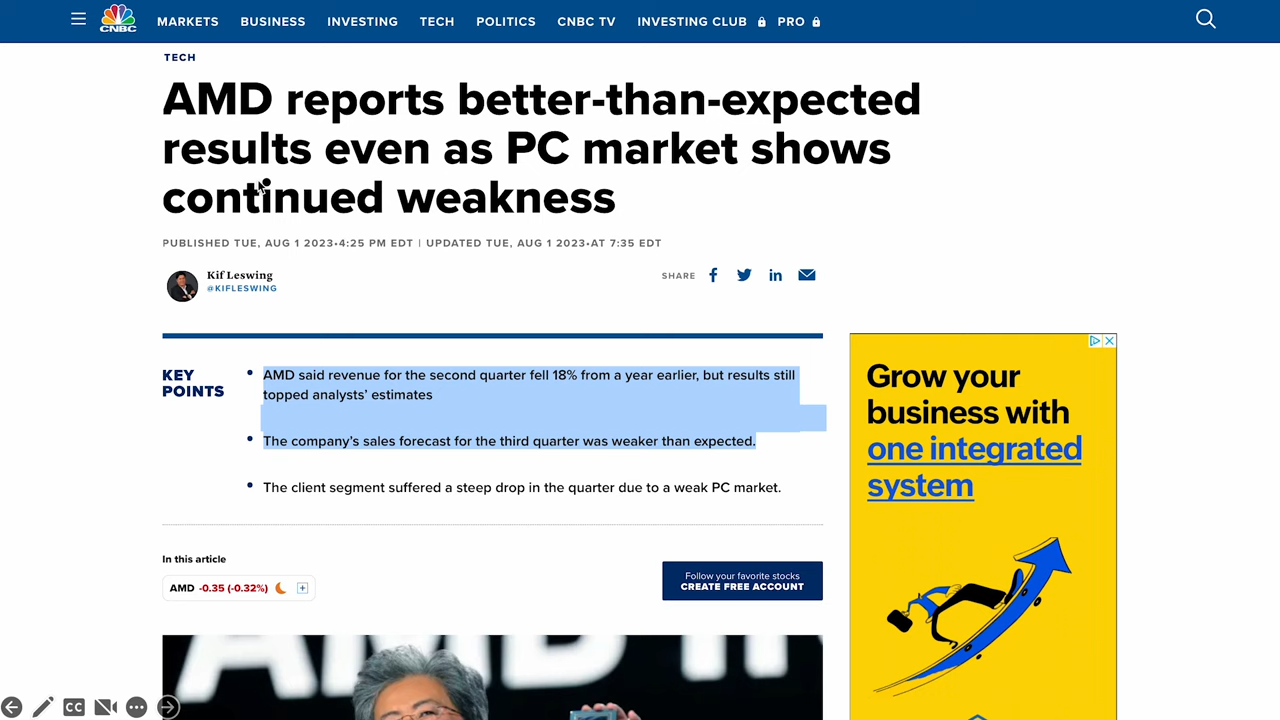 CNBC
MARKETS BUSINESS INVESTING TECH POLITICS CNBC TV INVESTING CLUB PRO
TECH
AMD reports better-than-expected
results even as PC market shows
continued weakness
PUBLISHED TUE, AUG 1 2023•4:25 PM EDT | UPDATED TUE, AUG 1 2023•AT 7:35 EDT
Kif Leswing
@KIFLESWING
SHARE
KEY
POINTS
AMD said revenue for the second quarter fell 18% from a year earlier, but results still
topped analysts’ estimates
The company’s sales forecast for the third quarter was weaker than expected.
The client segment suffered a steep drop in the quarter due to a weak PC market.
In this article
AMD -0.35 (-0.32%)
Follow your favorite stocks
CREATE FREE ACCOUNT
Grow your
business with
one integrated
system
CC